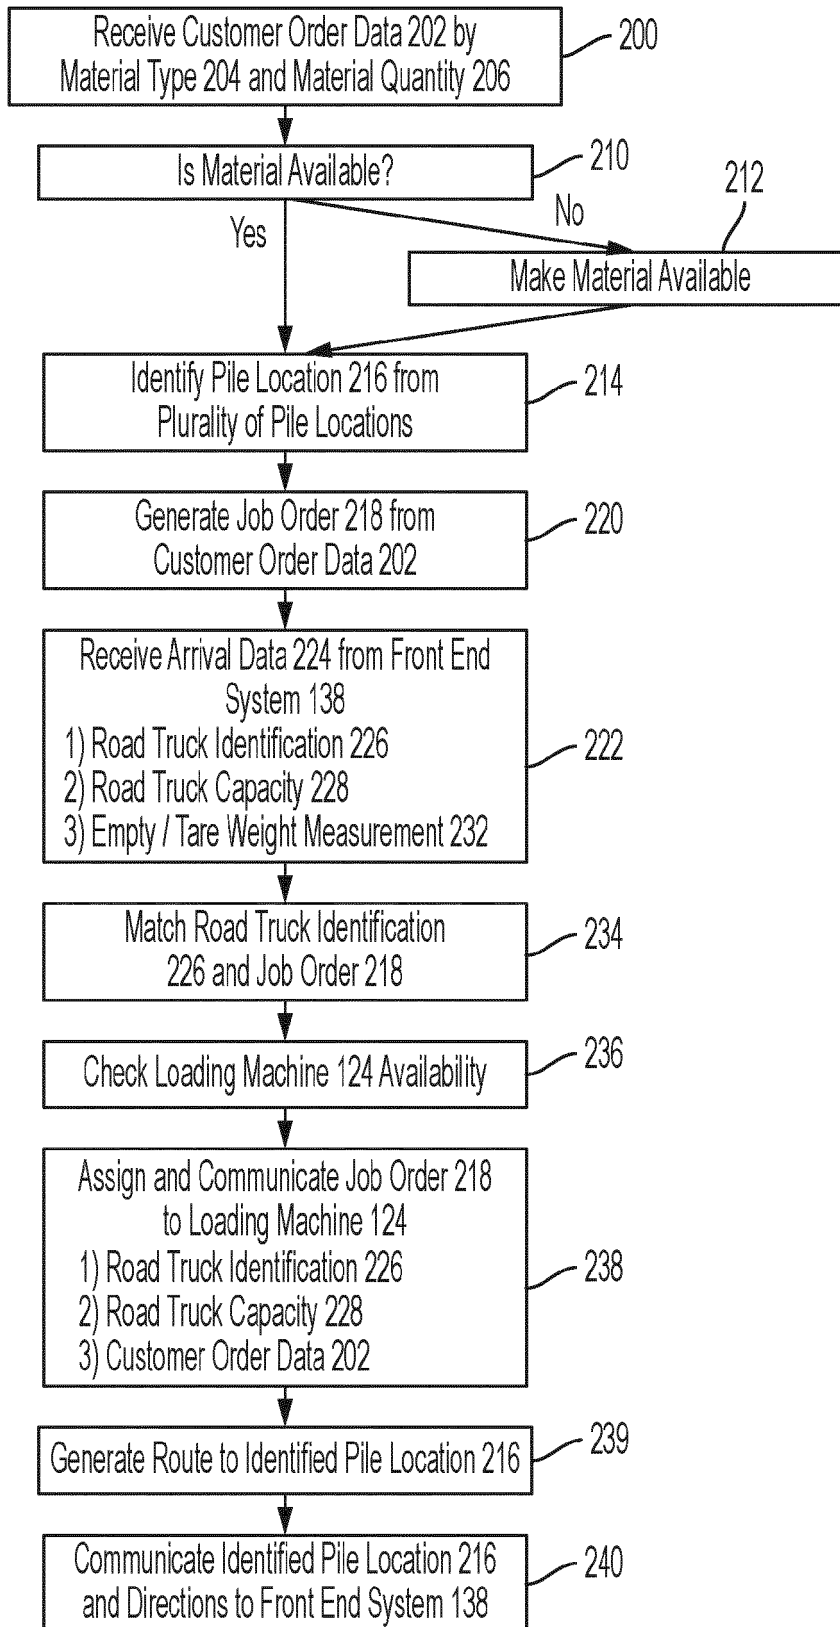 Receive Customer Order Data 202 by
Material Type 204 and Material Quantity 206
200
Is Material Available?
210
212
No
Yes
Make Material Available
Identify Pile Location 216 from
Plurality of Pile Locations
214
Generate Job Order 218 from
Customer Order Data 202
220
Receive Arrival Data 224 from Front End
System 138
1) Road Truck Identification 226
2) Road Truck Capacity 228
3) Empty / Tare Weight Measurement 232
222
Match Road Truck Identification
226 and Job Order 218
234
Check Loading Machine 124 Availability
236
Assign and Communicate Job Order 218
to Loading Machine 124
1) Road Truck Identification 226
2) Road Truck Capacity 228
3) Customer Order Data 202
238
Generate Route to Identified Pile Location 216
239
Communicate Identified Pile Location 216
and Directions to Front End System 138
240